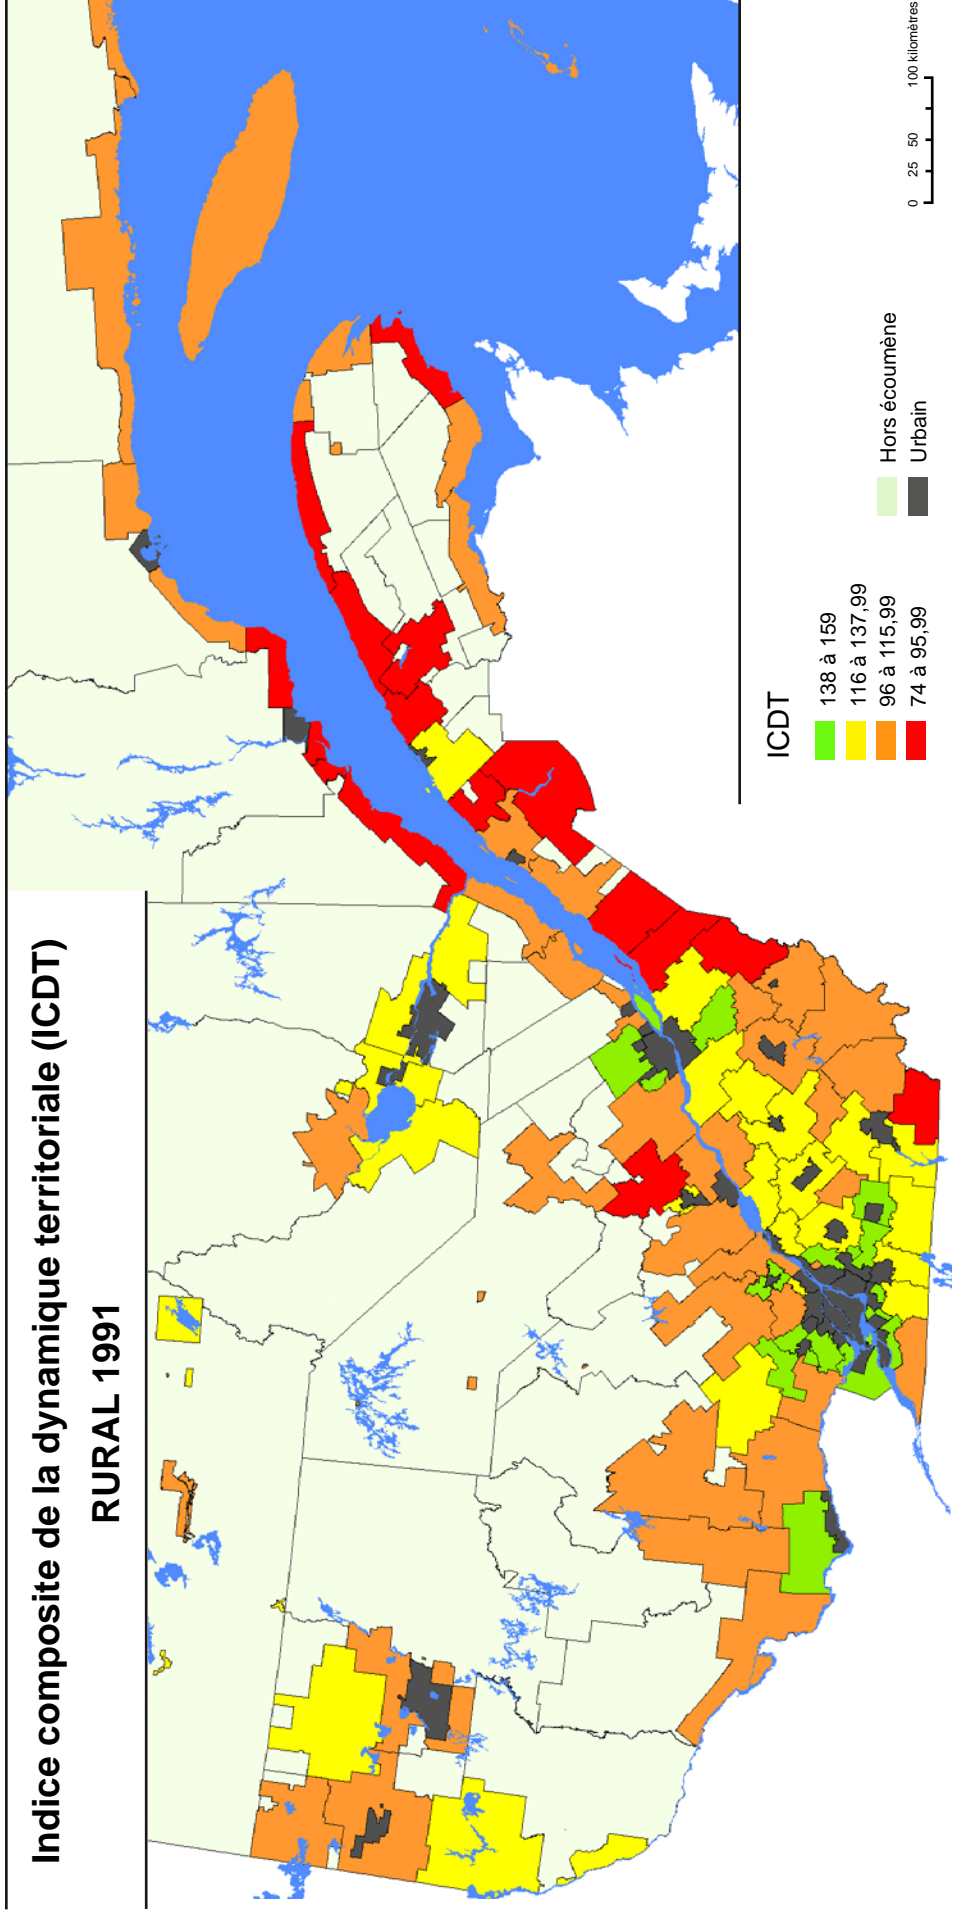 Indice composite de la dynamique territoriale (ICDT)
RURAL 1991
ICDT
138 à 159
116 à 137,99
96 à 115,99
74 à 95,99
Hors écoumène
Urbain
0 25 50 100 kilomètres